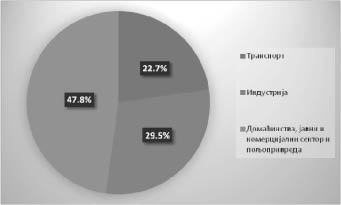 22.7%
47.8%
29.5%
Транспорт
Индустрија
Домаћинства, јавни и
комерцијални сектор и
пољопривреда